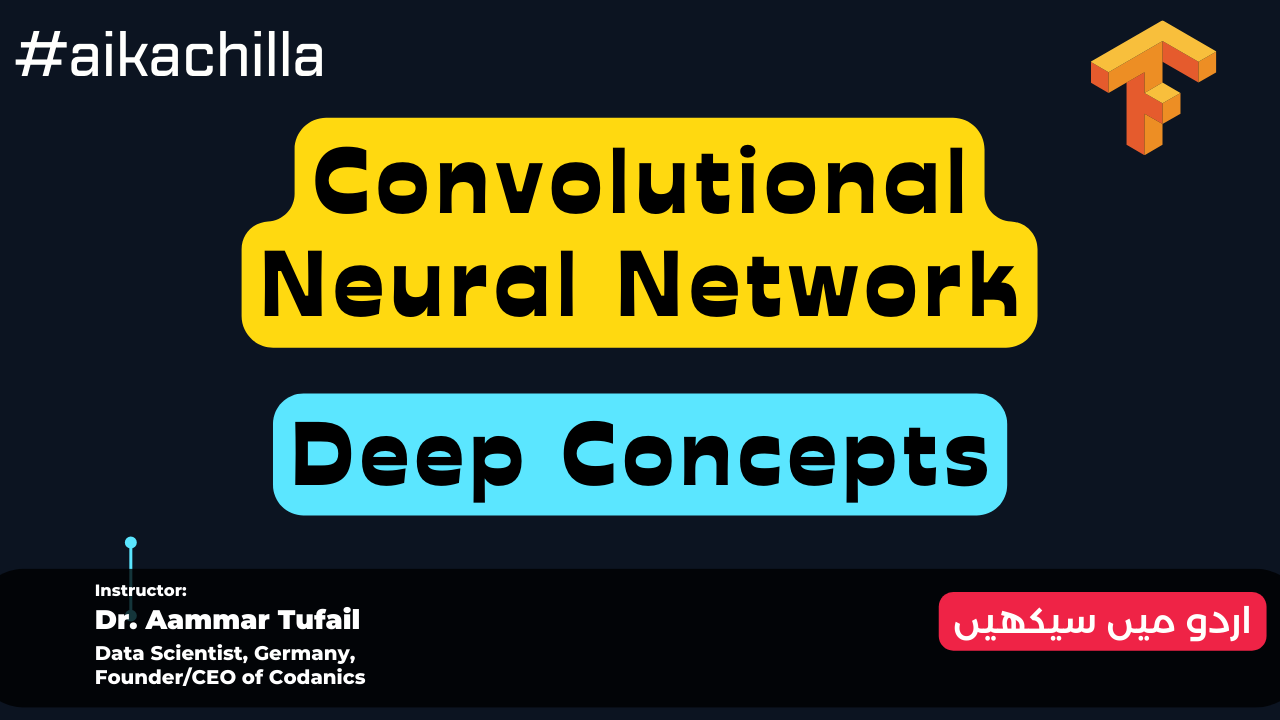 #aikachilla
Convolutional
Neural Network
Deep Concepts
Instructor:
Dr. Aammar Tufail
Data Scientist, Germany,
Founder/CEO of Codanics
اردو میں سیکھیں